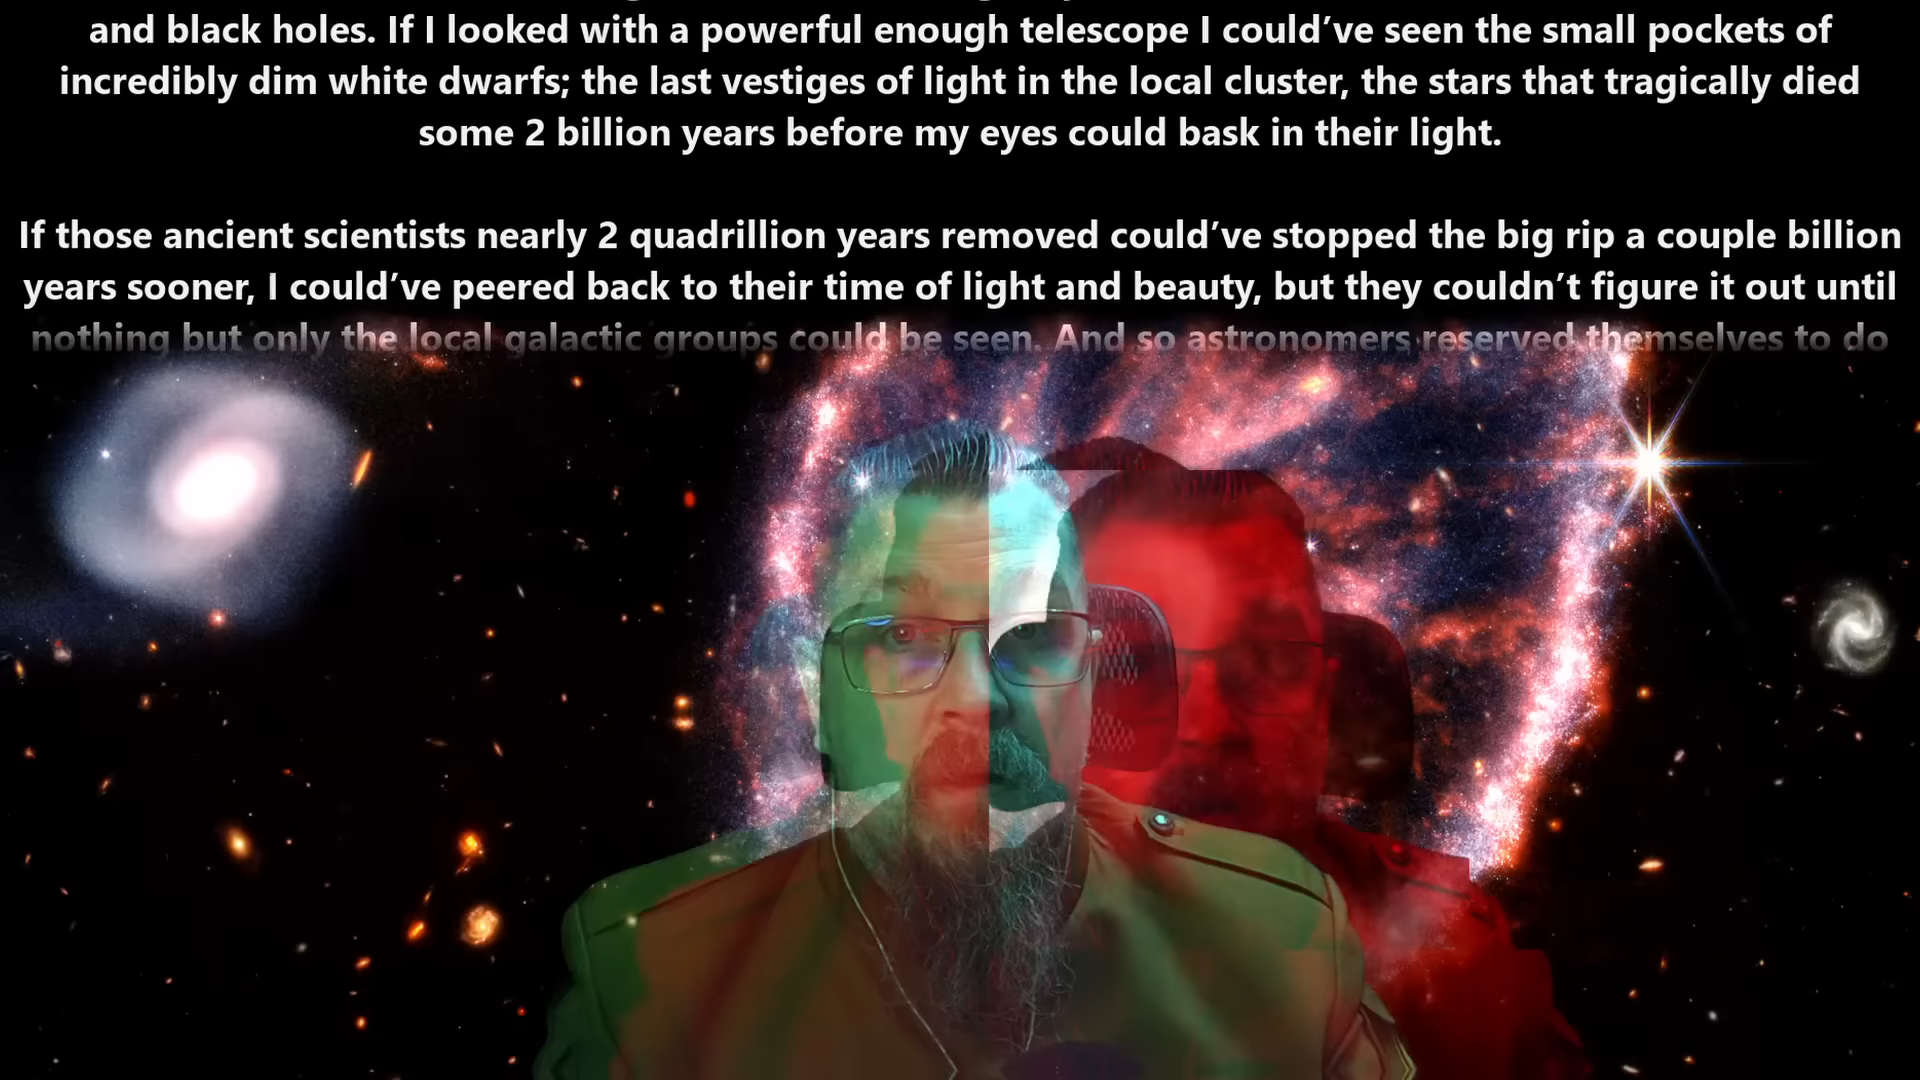 and black holes. If I looked with a powerful enough telescope I could’ve seen the small pockets of
incredibly dim white dwarfs; the last vestiges of light in the local cluster, the stars that tragically died
some 2 billion years before my eyes could bask in their light.
If those ancient scientists nearly 2 quadrillion years removed could’ve stopped the big rip a couple billion
years sooner, I could’ve peered back to their time of light and beauty, but they couldn’t figure it out until
nothing but only the local galactic groups could be seen. And so astronomers reserved themselves to do